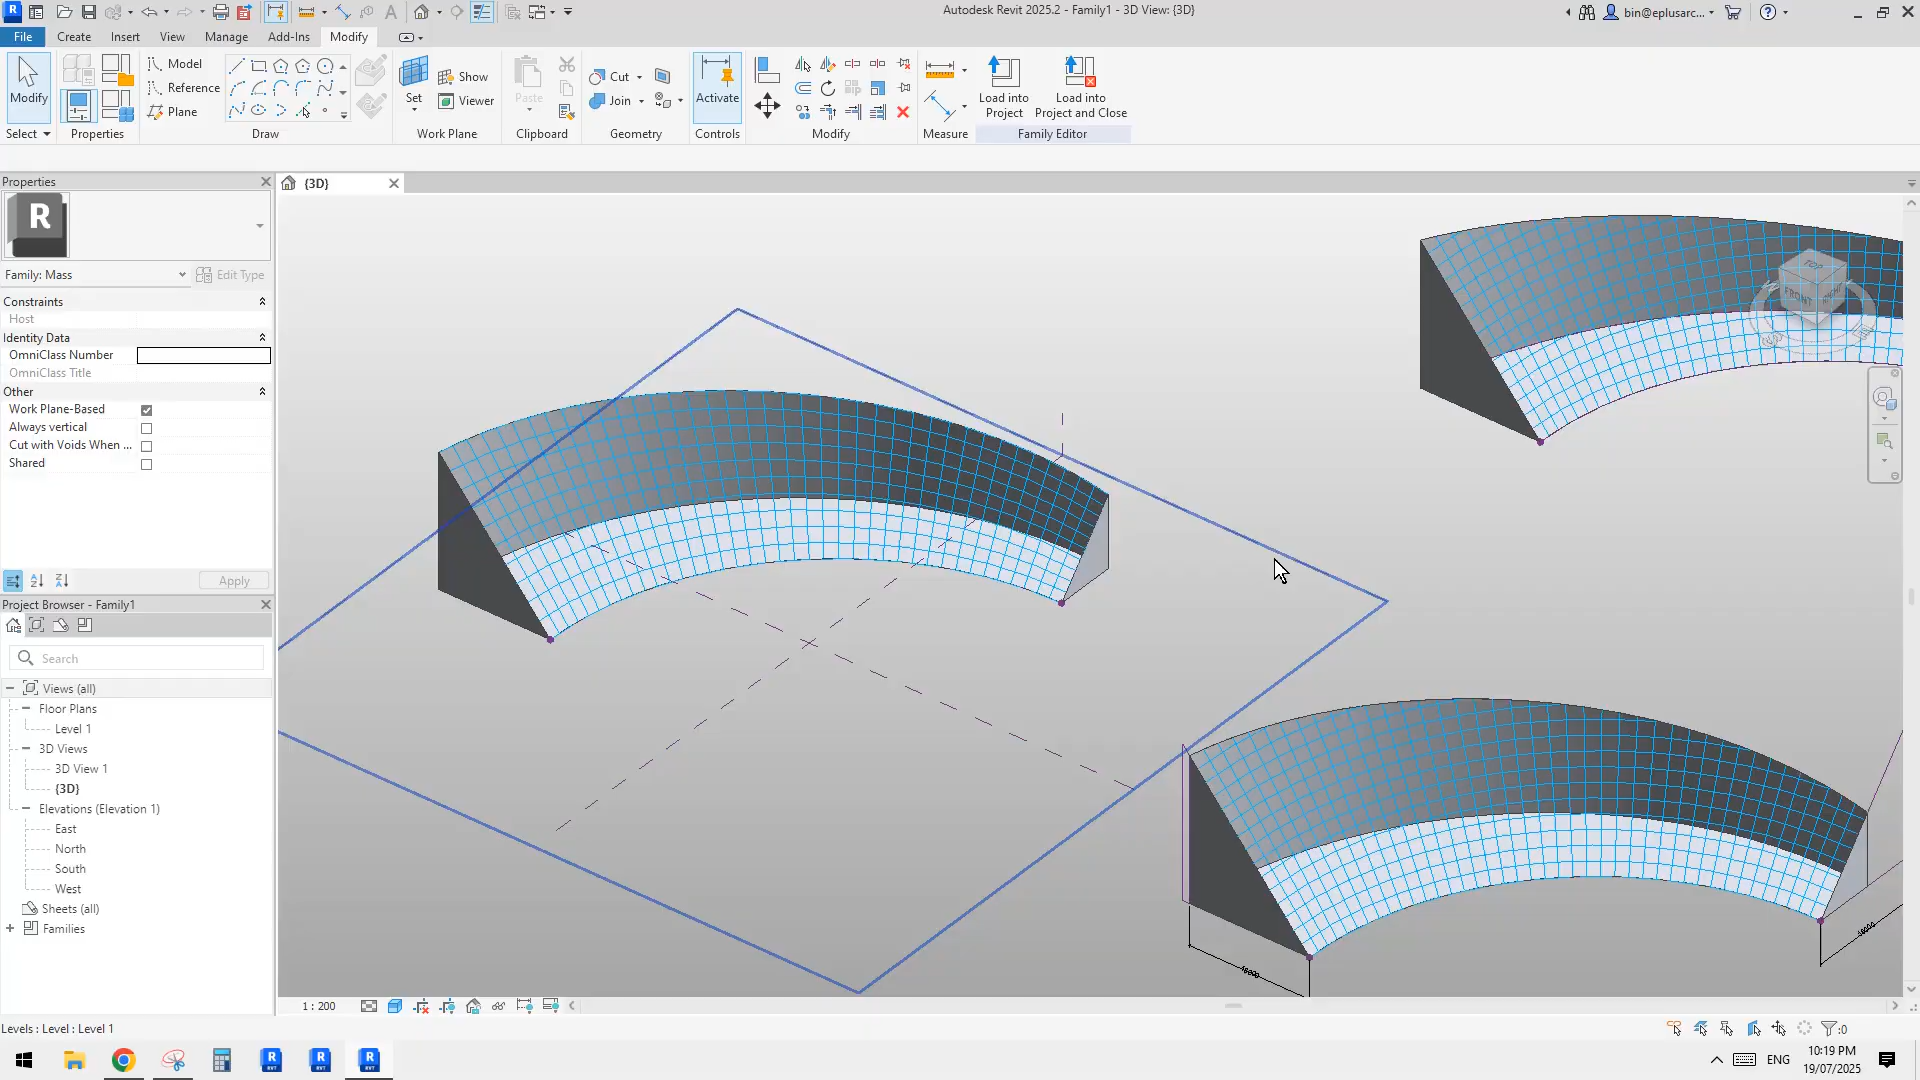 Autodesk Revit 2025.2 - Family1 - 3D View: {3D}
bin@eplusarc...
File
Create
Insert
View
Manage
Add-Ins
Modify
Modify
Model
Reference
Plane
Set
Show
Viewer
Paste
Cut
Join
Activate
Load into
Project
Load into
Project and Close
Select
Properties
Draw
Work Plane
Clipboard
Geometry
Controls
Modify
Measure
Family Editor
Properties
{3D}
R
Family: Mass
Edit Type
Constraints
Host
Identity Data
OmniClass Number
OmniClass Title
Other
Work Plane-Based
Always vertical
Cut with Voids When ...
Shared
Apply
Project Browser - Family1
Search
Views (all)
Floor Plans
Level 1
3D Views
3D View 1
{3D}
Elevations (Elevation 1)
East
North
South
West
Sheets (all)
Families
TOP
FRONT
RIGHT
1 : 200
Levels : Level : Level 1
:0
ENG
10:19 PM
19/07/2025